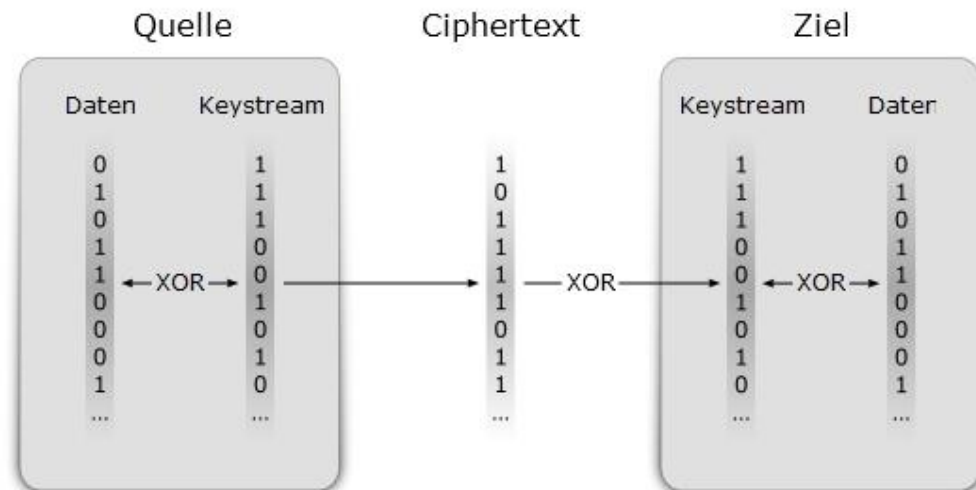 Quelle Ciphertext Ziel
Daten Keystream Keystream Daten
0 1 1 1 0
1 1 0 1 1
0 1 1 1 0
1 0 1 0 1
1 XOR 0 1 XOR 0 XOR 1
0 1 1 1 0
0 0 0 0 0
0 1 1 1 0
1 0 1 0 1
... ... ... ... ...